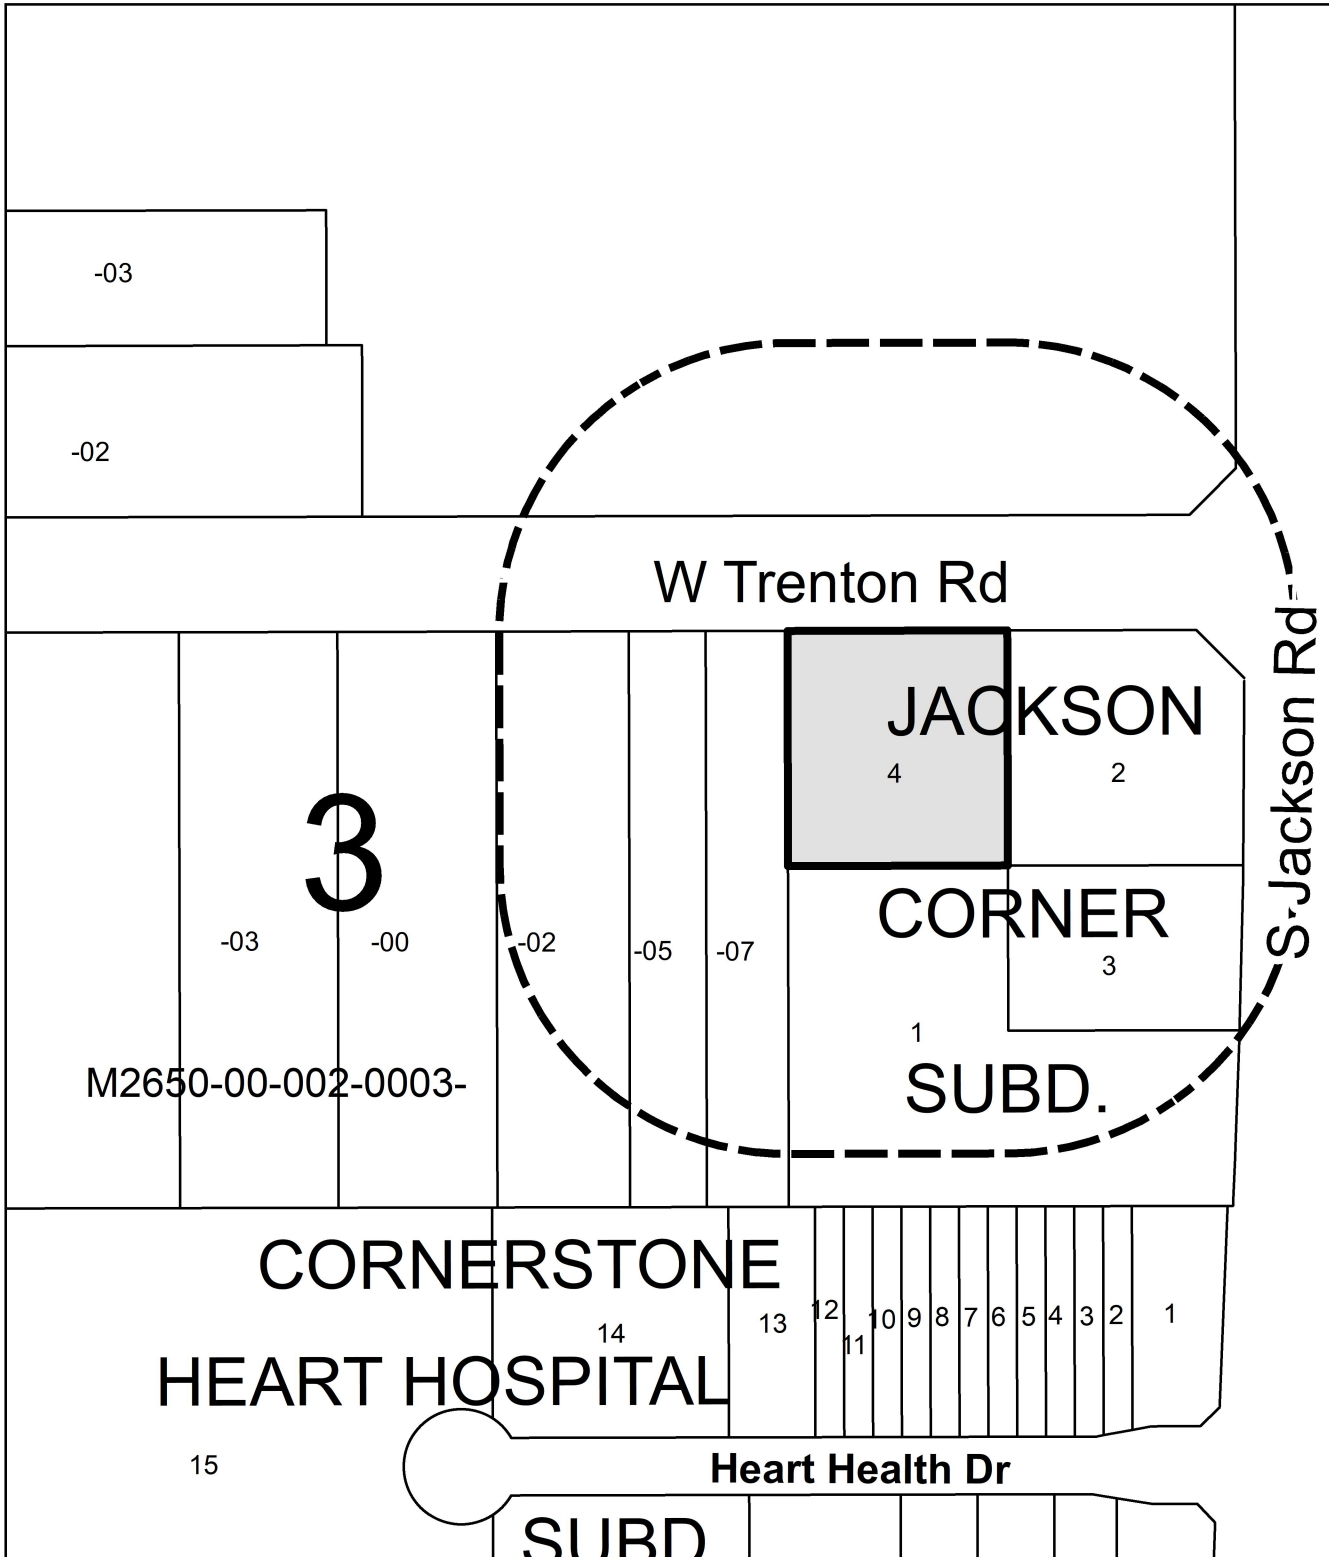 -03
-02
W Trenton Rd
S Jackson Rd
JACKSON
4
2
3
CORNER
-03
-00
-02
-05
-07
3
1
M2650-00-002-0003-
SUBD.
CORNERSTONE
14
13
12
11
10
9
8
7
6
5
4
3
2
1
HEART HOSPITAL
15
Heart Health Dr
SUBD